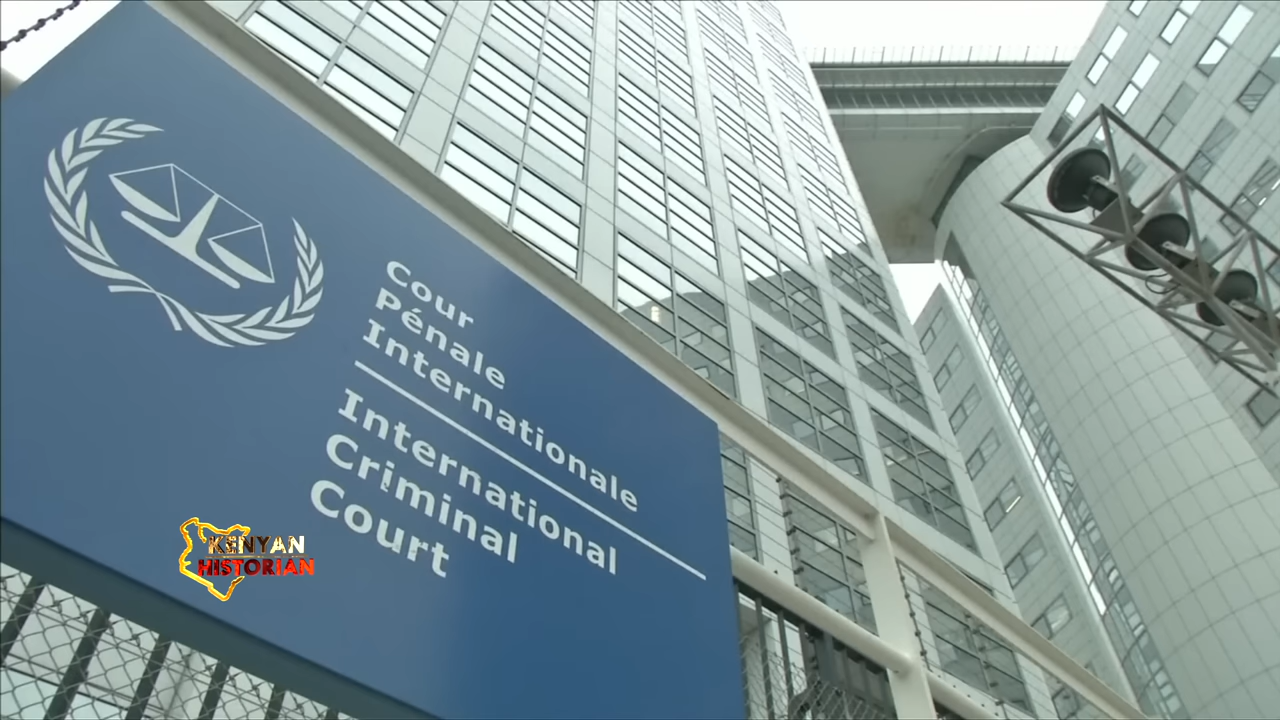 Cour
Pénale
Internationale
International
Criminal
Court
KENYAN
HISTORIAN